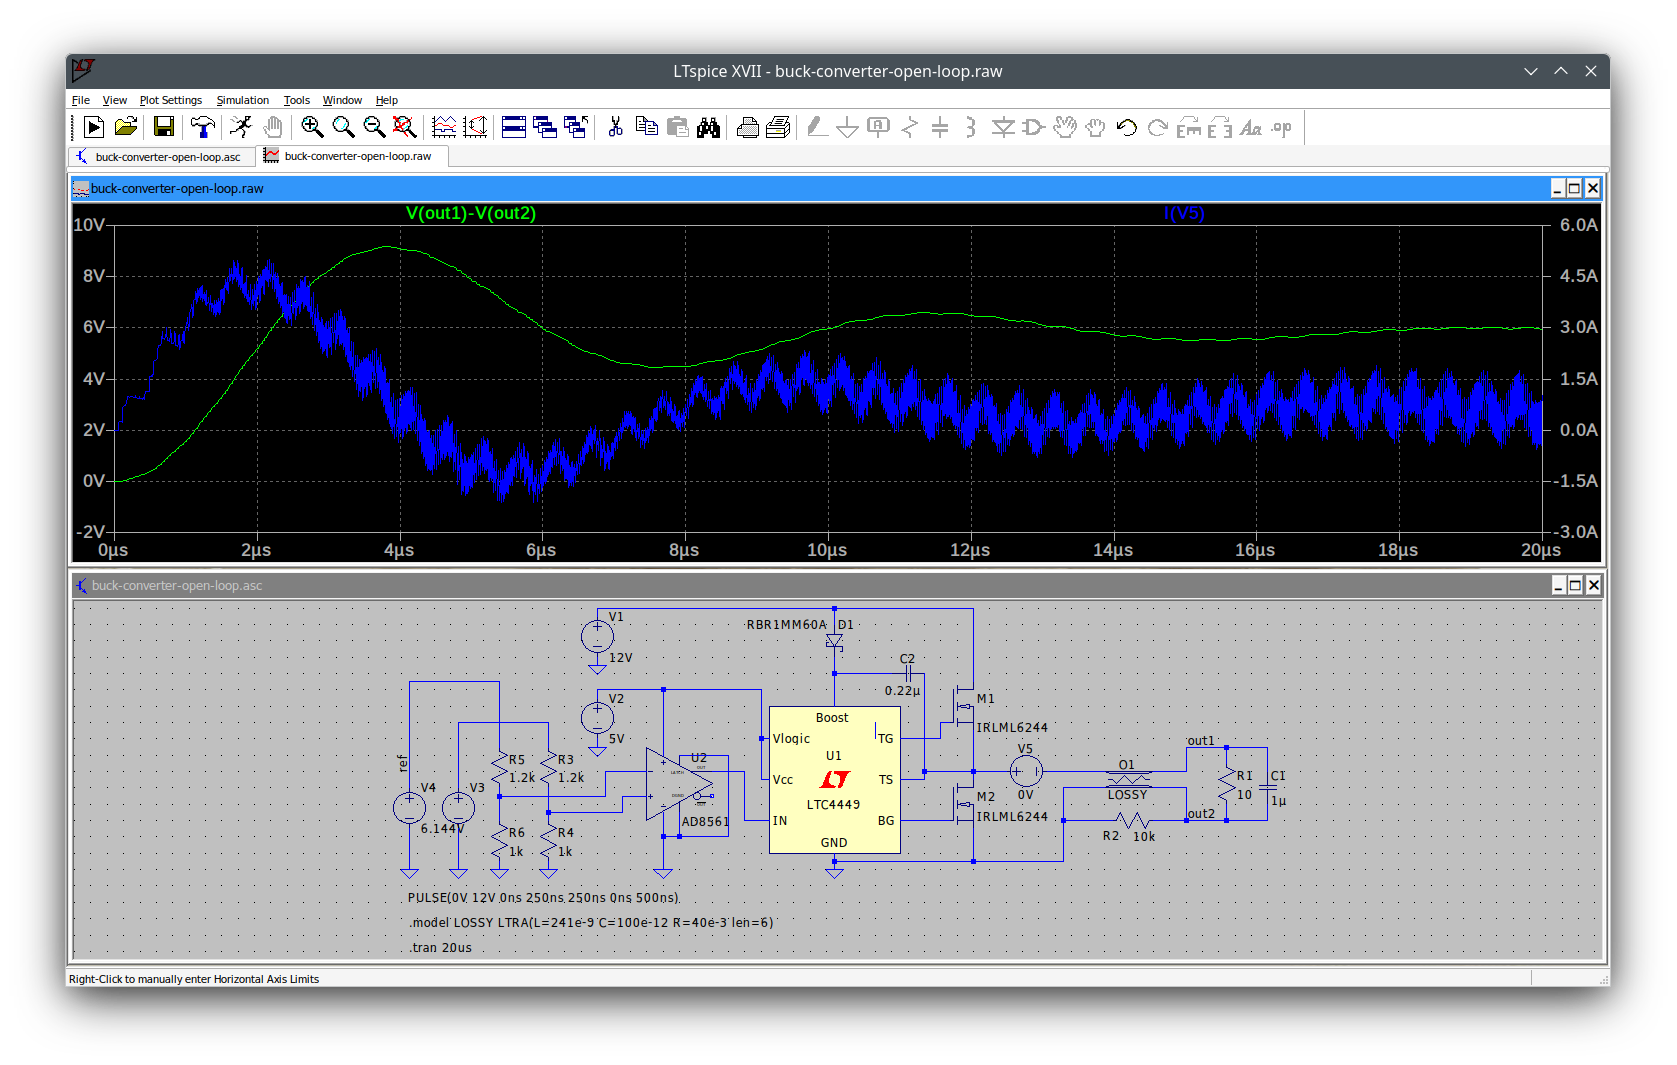 LTspice XVII - buck-converter-open-loop.raw
File View Plot Settings Simulation Tools Window Help
buck-converter-open-loop.asc buck-converter-open-loop.raw
buck-converter-open-loop.raw
V(out1)-V(out2) I(V5)
10V 6.0A
8V 4.5A
6V 3.0A
4V 1.5A
2V 0.0A
0V -1.5A
-2V -3.0A
0µs 2µs 4µs 6µs 8µs 10µs 12µs 14µs 16µs 18µs 20µs
buck-converter-open-loop.asc
V1
12V
RBR1MM60A D1
C2
0.22µ
V2
5V
M1
IRLML6244
Boost
Vlogic TG
U1
Vcc TS
LTC4449
IN BG
GND
ref
R5
1.2k
R3
1.2k
U2
AD8561
V4
V3
6.144V
R6
1k
R4
1k
V5
0V
M2
IRLML6244
O1
LOSSY
out1
R1
10
C1
1µ
out2
R2 10k
PULSE(0V 12V 0ns 250ns 250ns 0ns 500ns)
.model LOSSY LTRA(L=241e-9 C=100e-12 R=40e-3 len=6)
.tran 20us
Right-Click to manually enter Horizontal Axis Limits